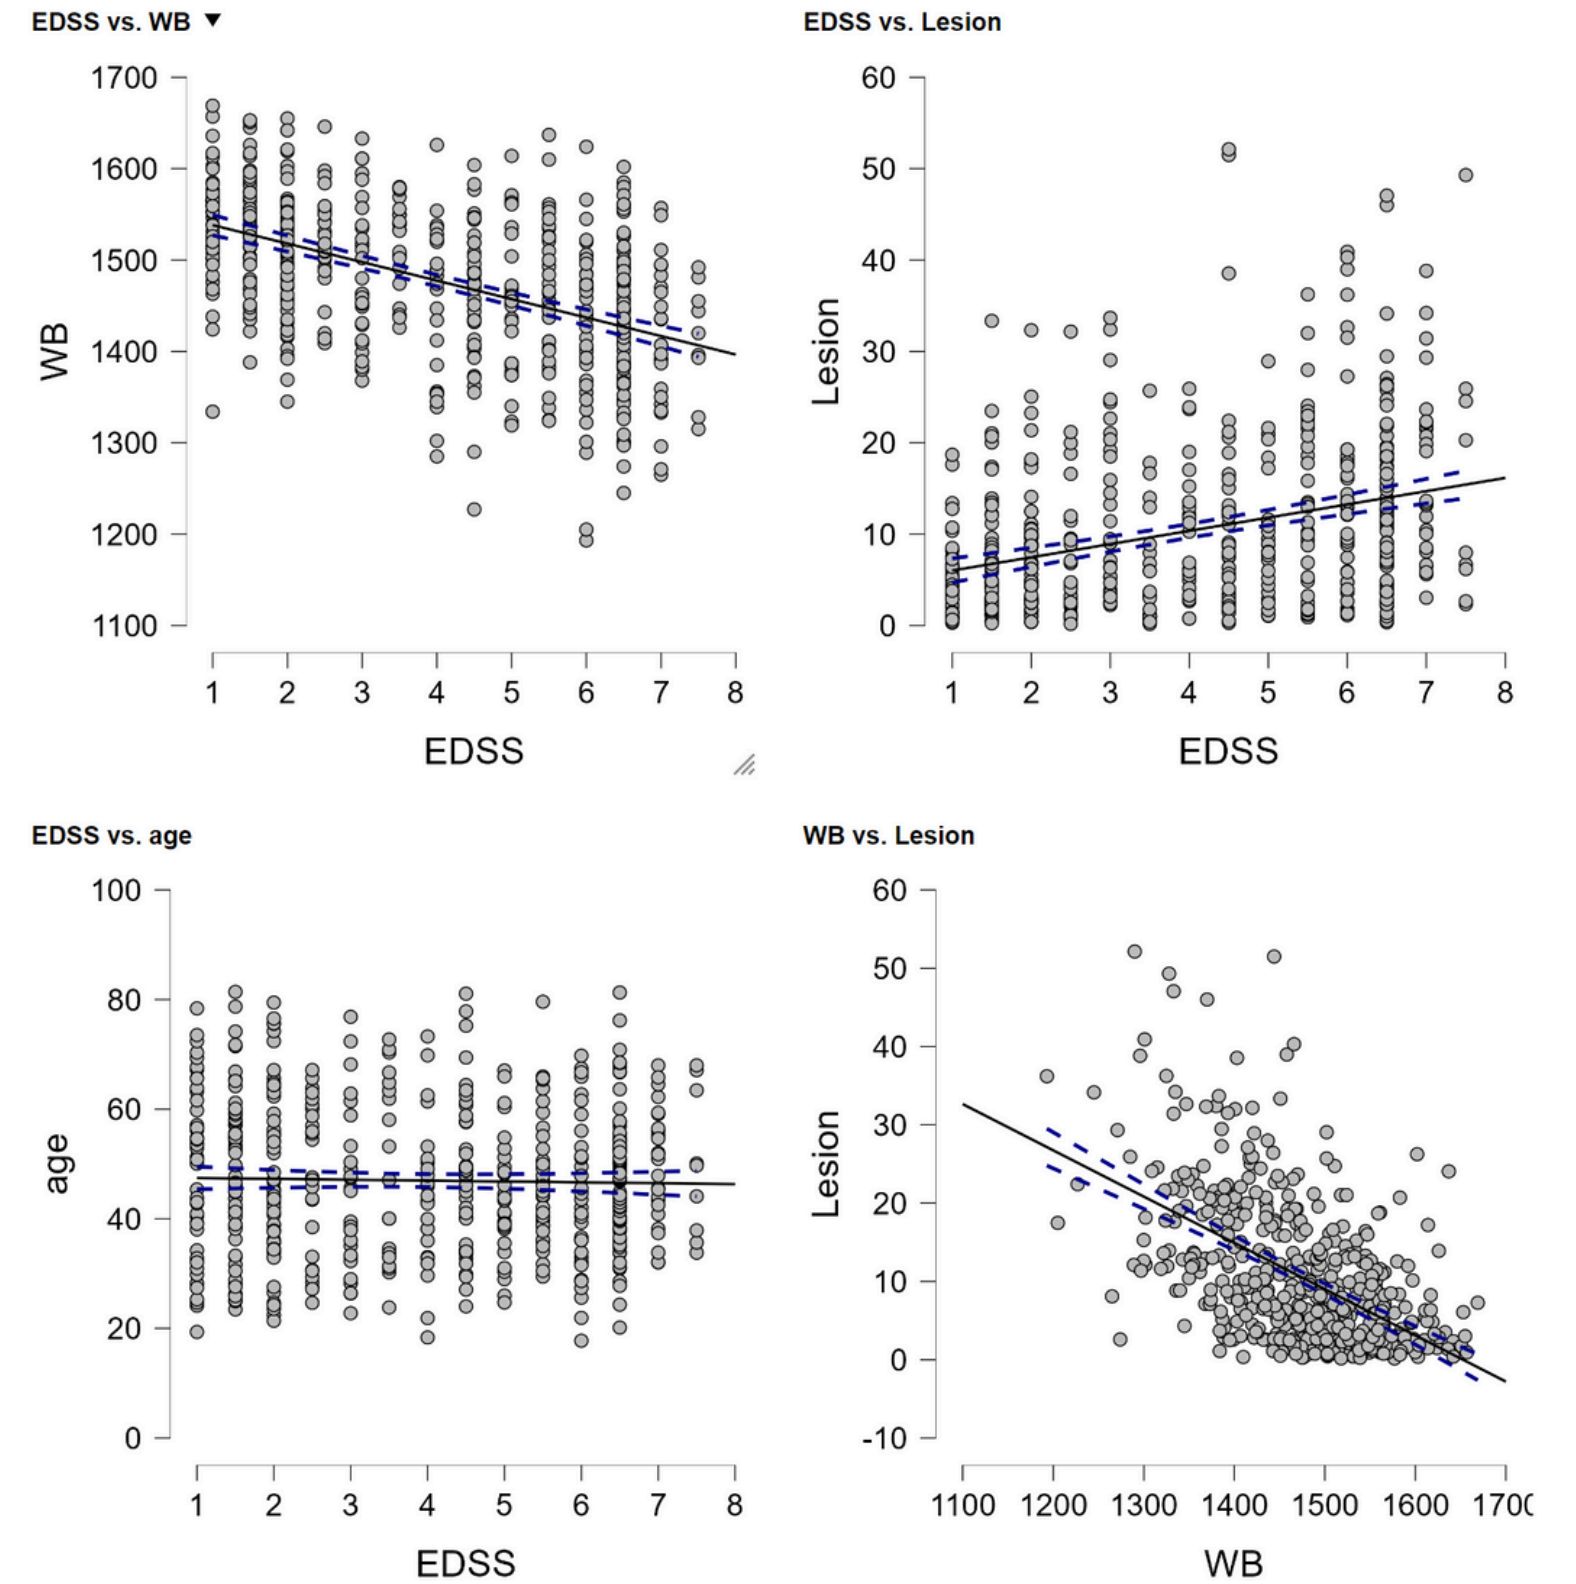 EDSS vs. WB ▼
EDSS vs. Lesion
1700
1600
1500
1400
1300
1200
1100
WB
1 2 3 4 5 6 7 8
EDSS
60
50
40
30
20
10
0
Lesion
1 2 3 4 5 6 7 8
EDSS
EDSS vs. age
WB vs. Lesion
100
80
60
40
20
0
age
1 2 3 4 5 6 7 8
EDSS
60
50
40
30
20
10
0
-10
Lesion
1100 1200 1300 1400 1500 1600 1700
WB